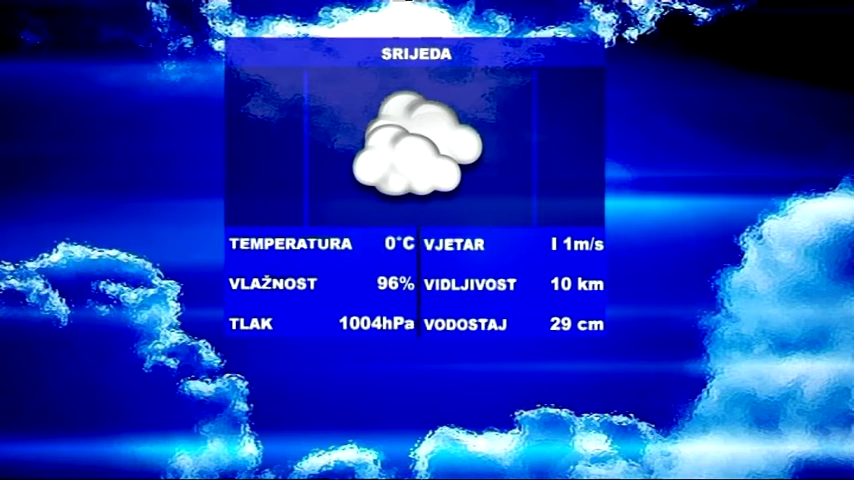 SRIJEDA
TEMPERATURA 0°C VJETAR I 1m/s
VLAŽNOST 96% VIDLJIVOST 10 km
TLAK 1004hPa VODOSTAJ 29 cm